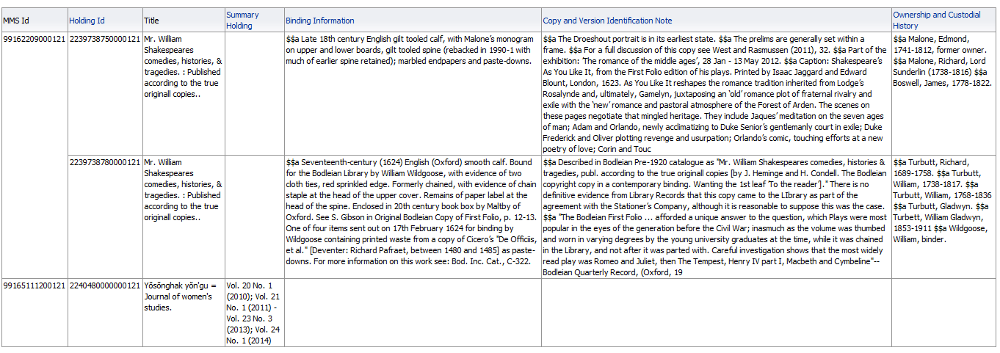 MMS Id
Holding Id
Title
Summary
Holding
Binding Information
Copy and Version Identification Note
Ownership and Custodial
History
99162209000121
2239738750000121
Mr. William
Shakespeares
comedies, histories, &
tragedies. : Published
according to the true
originall copies..
$$a Late 18th century English gilt tooled calf, with Malone's monogram
on upper and lower boards, gilt tooled spine (rebacked in 1990-1 with
much of earlier spine retained); marbled endpapers and paste-downs.
$$a The Droeshout portrait is in its earliest state. $$a The prelims are generally set within a
frame. $$a For a full discussion of this copy see West and Rasmussen (2011), 32. $$a Part of the
exhibition: 'The romance of the middle ages', 28 Jan - 13 May 2012. $$a Caption: Shakespeare's
As You Like It, from the First Folio edition of his plays. Printed by Isaac Jaggard and Edward
Blount, London, 1623. As You Like It reshapes the romance tradition inherited from Lodge's
Rosalynde and, ultimately, Gamelyn, juxtaposing an 'old' romance plot of fraternal rivalry and
exile with the 'new' romance and pastoral atmosphere of the Forest of Arden. The scenes on
these pages negotiate that mingled heritage. They include Jaques' meditation on the seven ages
of man; Adam and Orlando, newly acclimatizing to Duke Senior's gentlemanly court in exile; Duke
Frederick and Oliver plotting revenge and usurpation; Orlando's comic, touching efforts at a new
poetry of love; Corin and Touc
$$a Malone, Edmond,
1741-1812, former owner.
$$a Malone, Richard, Lord
Sunderlin (1738-1816) $$a
Boswell, James, 1778-1822.
2239738780000121
Mr. William
Shakespeares
comedies, histories, &
tragedies. : Published
according to the true
originall copies..
$$a Seventeenth-century (1624) English (Oxford) smooth calf. Bound
for the Bodleian Library by William Wildgoose, with evidence of two
cloth ties, red sprinkled edge. Formerly chained, with evidence of chain
staple at the head of the upper cover. Remains of paper label at the
head of the spine. Enclosed in 20th century book box by Maltby of
Oxford. See S. Gibson in Original Bodleian Copy of First Folio, p. 12-13.
One of four items sent out on 17th February 1624 for binding by
Wildgoose containing printed waste from a copy of Cicero's "De Officiis,
et al." [Deventer: Richard Pafraet, between 1480 and 1485] as paste-
downs. For more information on this work see: Bod. Inc. Cat., C-322.
$$a Described in Bodleian Pre-1920 catalogue as "Mr. William Shakespeares comedies, histories &
tragedies, publ. according to the true originall copies [by J. Heminge and H. Condell. The Bodleian
copyright copy in a contemporary binding. Wanting the 1st leaf 'To the reader']." There is no
definitive evidence from Library Records that this copy came to the LIbrary as part of the
agreement with the Stationer's Company, although it is reasonable to suppose this was the case.
$$a "The Bodleian First Folio ... afforded a unique answer to the question, which Plays were most
popular in the eyes of the generation before the Civil War; inasmuch as the volume was thumbed
and worn in varying degrees by the young university graduates at the time, while it was chained
in the Library, and not after it was parted with. Careful investigation shows that the most widely
read play was Romeo and Juliet, then The Tempest, Henry IV part I, Macbeth and Cymbeline"--
Bodleian Quarterly Record, (Oxford, 19
$$a Turbutt, Richard,
1689-1758. $$a Turbutt,
William, 1738-1817. $$a
Turbutt, William, 1768-1836
$$a Turbutt, Gladwyn. $$a
Turbett, William Gladwyn,
1853-1911 $$a Wildgoose,
William, binder.
99165111200121
2240480000000121
Yŏsŏnghak yŏn'gu =
Journal of women's
studies.
Vol. 20 No. 1
(2010); Vol. 21
No. 1 (2011) -
Vol. 23 No. 3
(2013); Vol. 24
No. 1 (2014)